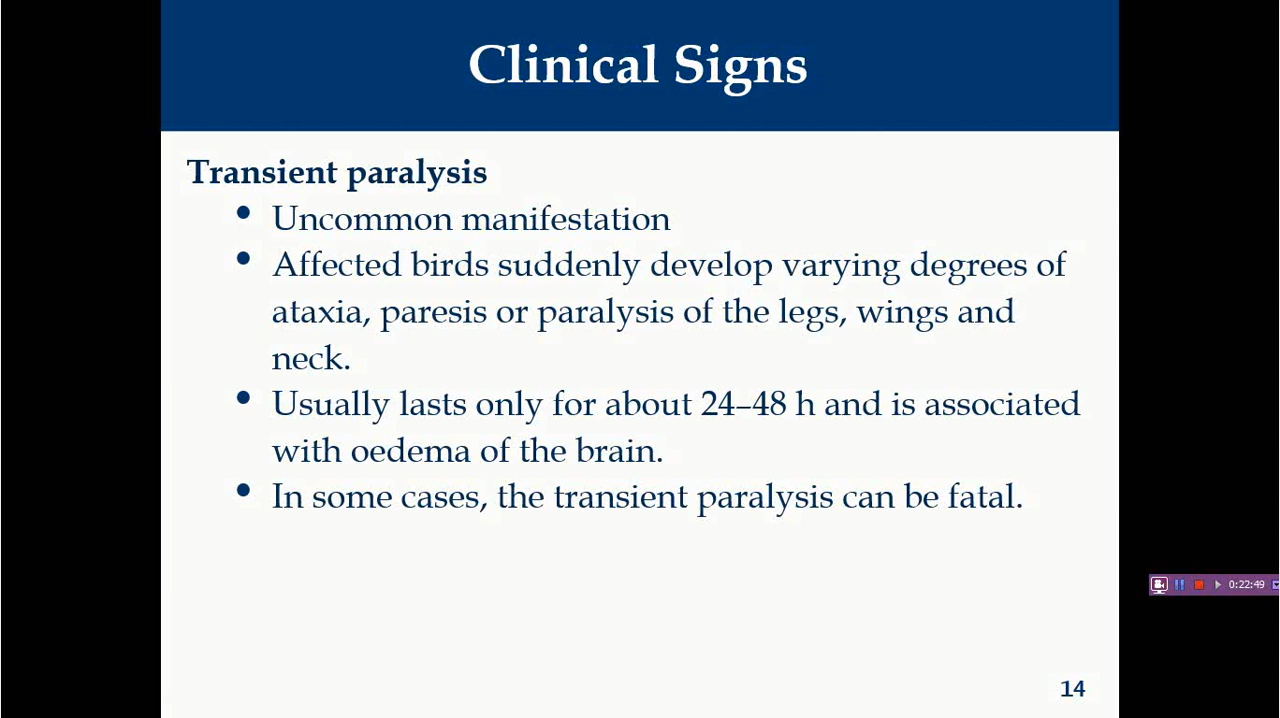 Clinical Signs
Transient paralysis
• Uncommon manifestation
• Affected birds suddenly develop varying degrees of
ataxia, paresis or paralysis of the legs, wings and
neck.
• Usually lasts only for about 24–48 h and is associated
with oedema of the brain.
• In some cases, the transient paralysis can be fatal.
0:22:49
14